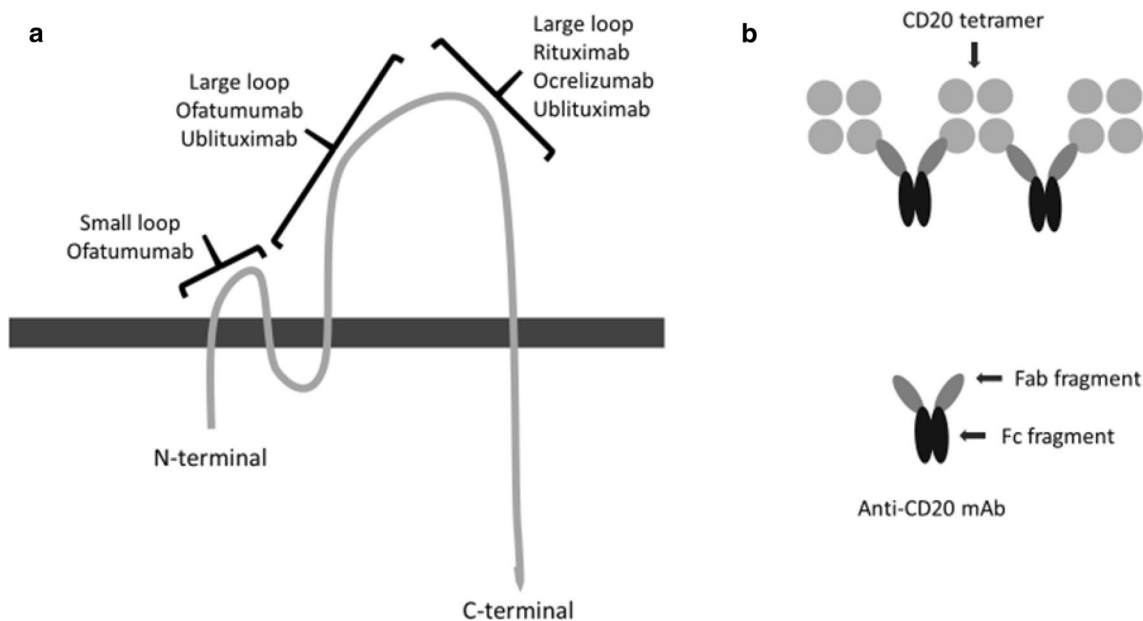 a
Large loop
Ofatumumab
Ublituximab
Large loop
Rituximab
Ocrelizumab
Ublituximab
Small loop
Ofatumumab
N-terminal
C-terminal
b
CD20 tetramer
Fab fragment
Fc fragment
Anti-CD20 mAb